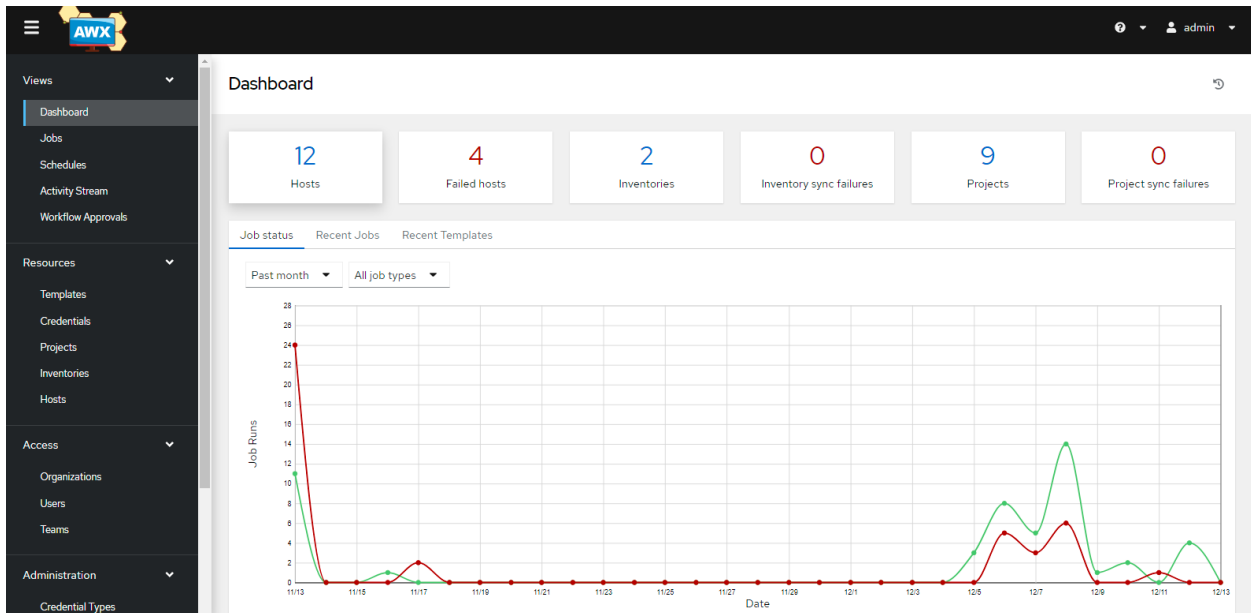 AWX
admin
Views
Dashboard
Jobs
Schedules
Activity Stream
Workflow Approvals
Resources
Templates
Credentials
Projects
Inventories
Hosts
Access
Organizations
Users
Teams
Administration
Credential Types
Dashboard
12 4 2 0 9 0
Hosts Failed hosts Inventories Inventory sync failures Projects Project sync failures
Job status Recent Jobs Recent Templates
Past month All job types
28
26
24
22
20
18
16
14
12
10
8
6
4
2
0
Job Runs
11/13 11/15 11/17 11/19 11/21 11/23 11/25 11/27 11/29 12/1 12/3 12/5 12/7 12/9 12/11 12/13
Date